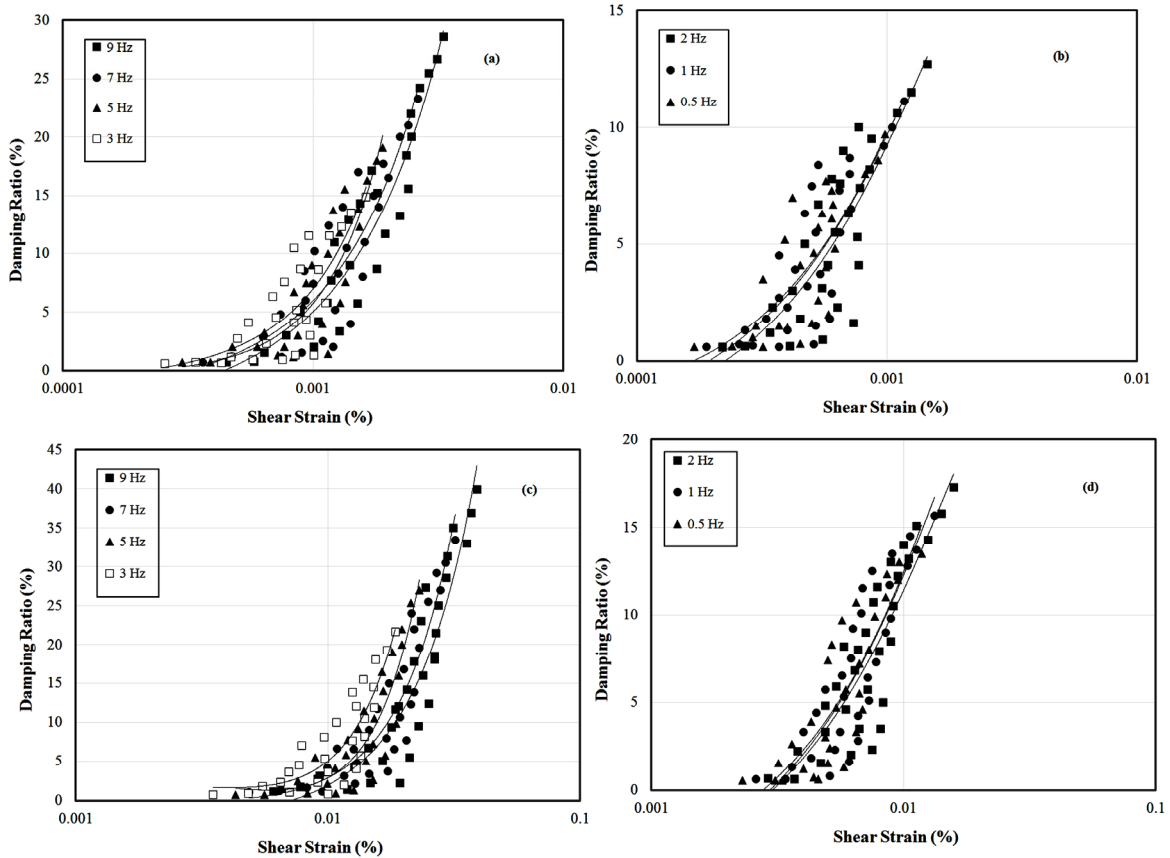 30
25
20
15
10
5
0
0.0001
0.001
0.01
Damping Ratio (%)
Shear Strain (%)
9 Hz
7 Hz
5 Hz
3 Hz
(a)
15
10
5
0
0.0001
0.001
0.01
Damping Ratio (%)
Shear Strain (%)
2 Hz
1 Hz
0.5 Hz
(b)
45
40
35
30
25
20
15
10
5
0
0.001
0.01
0.1
Damping Ratio (%)
Shear Strain (%)
9 Hz
7 Hz
5 Hz
3 Hz
(c)
20
15
10
5
0
0.001
0.01
0.1
Damping Ratio (%)
Shear Strain (%)
2 Hz
1 Hz
0.5 Hz
(d)